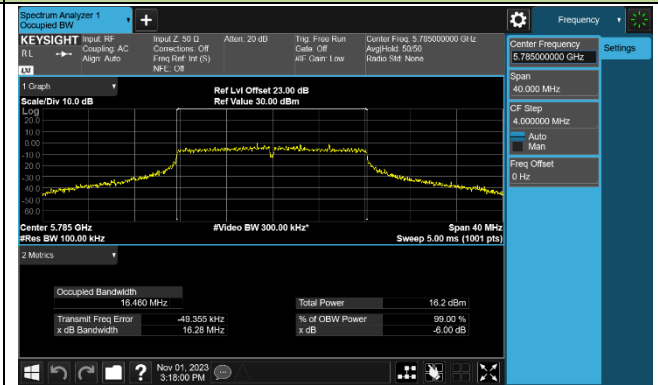 Spectrum Analyzer 1
Occupied BW
+
Frequency
KEYSIGHT
RL
LXI
Input: RF
Coupling: AC
Align: Auto
Input Z: 50 Ω
Corrections: Off
Freq Ref: Int (S)
NFE: Off
Atten: 20 dB
Trig: Free Run
Gate: Off
#IF Gain: Low
Center Freq: 5.785000000 GHz
Avg|Hold: 50/50
Radio Std: None
Center Frequency
5.785000000 GHz
Settings
Span
40.000 MHz
CF Step
4.000000 MHz
Auto
Man
Freq Offset
0 Hz
1 Graph
Scale/Div 10.0 dB
Ref Lvl Offset 23.00 dB
Ref Value 30.00 dBm
Log
20.0
10.0
0.00
-10.0
-20.0
-30.0
-40.0
-50.0
-60.0
Center 5.785 GHz
#Res BW 100.00 kHz
#Video BW 300.00 kHz*
Span 40 MHz
Sweep 5.00 ms (1001 pts)
2 Metrics
Occupied Bandwidth
16.460 MHz
Total Power
16.2 dBm
Transmit Freq Error
-49.355 kHz
% of OBW Power
99.00 %
x dB Bandwidth
16.28 MHz
x dB
-6.00 dB
?
Nov 01, 2023
3:18:00 PM